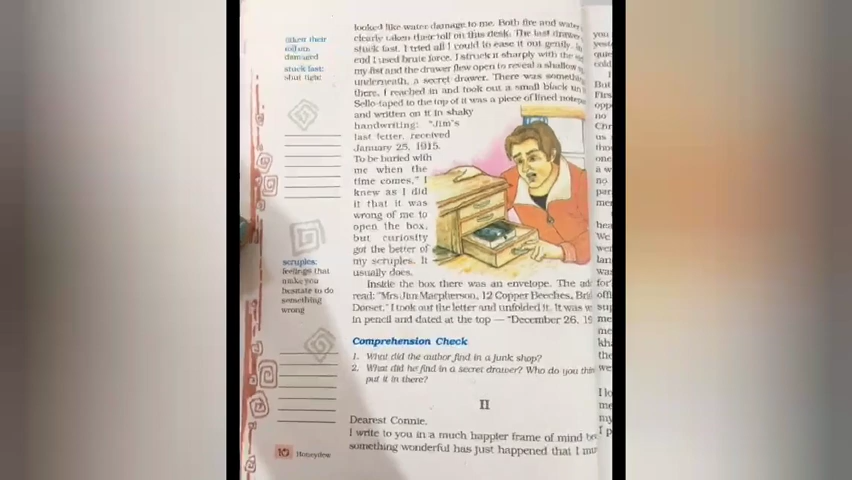 taken their
toll on:
damaged
stuck fast:
shut tight
looked like water damage to me. Both fire and water
clearly taken their toll on this desk. The last drawer
stuck fast. I tried all I could to ease it out gently. In
end I used brute force. I struck it sharply with the
my fist and the drawer flew open to reveal a shallow
underneath, a secret drawer. There was
there. I reached in and took out a small black tin
Sello-taped to the top of it was a piece of lined
and written on it in shaky
handwriting: "Jim's
last letter, received
January 25, 1915.
To be buried with
me when the
time comes." I
knew as I did
it that it was
wrong of me to
open the box,
but curiosity
got the better of
my scruples. It
usually does.
scruples:
feelings that
make you
hesitate to do
something
wrong
Inside the box there was an envelope. The
read: "Mrs Jim Macpherson, 12 Copper Beeches,
Dorset." I took out the letter and unfolded it. It was
in pencil and dated at the top — "December 26, 19
Comprehension Check
1. What did the author find in a junk shop?
2. What did he find in a secret drawer? Who do you
put it in there?
II
Dearest Connie,
I write to you in a much happier frame of mind
something wonderful has just happened that I
10 Honeydew